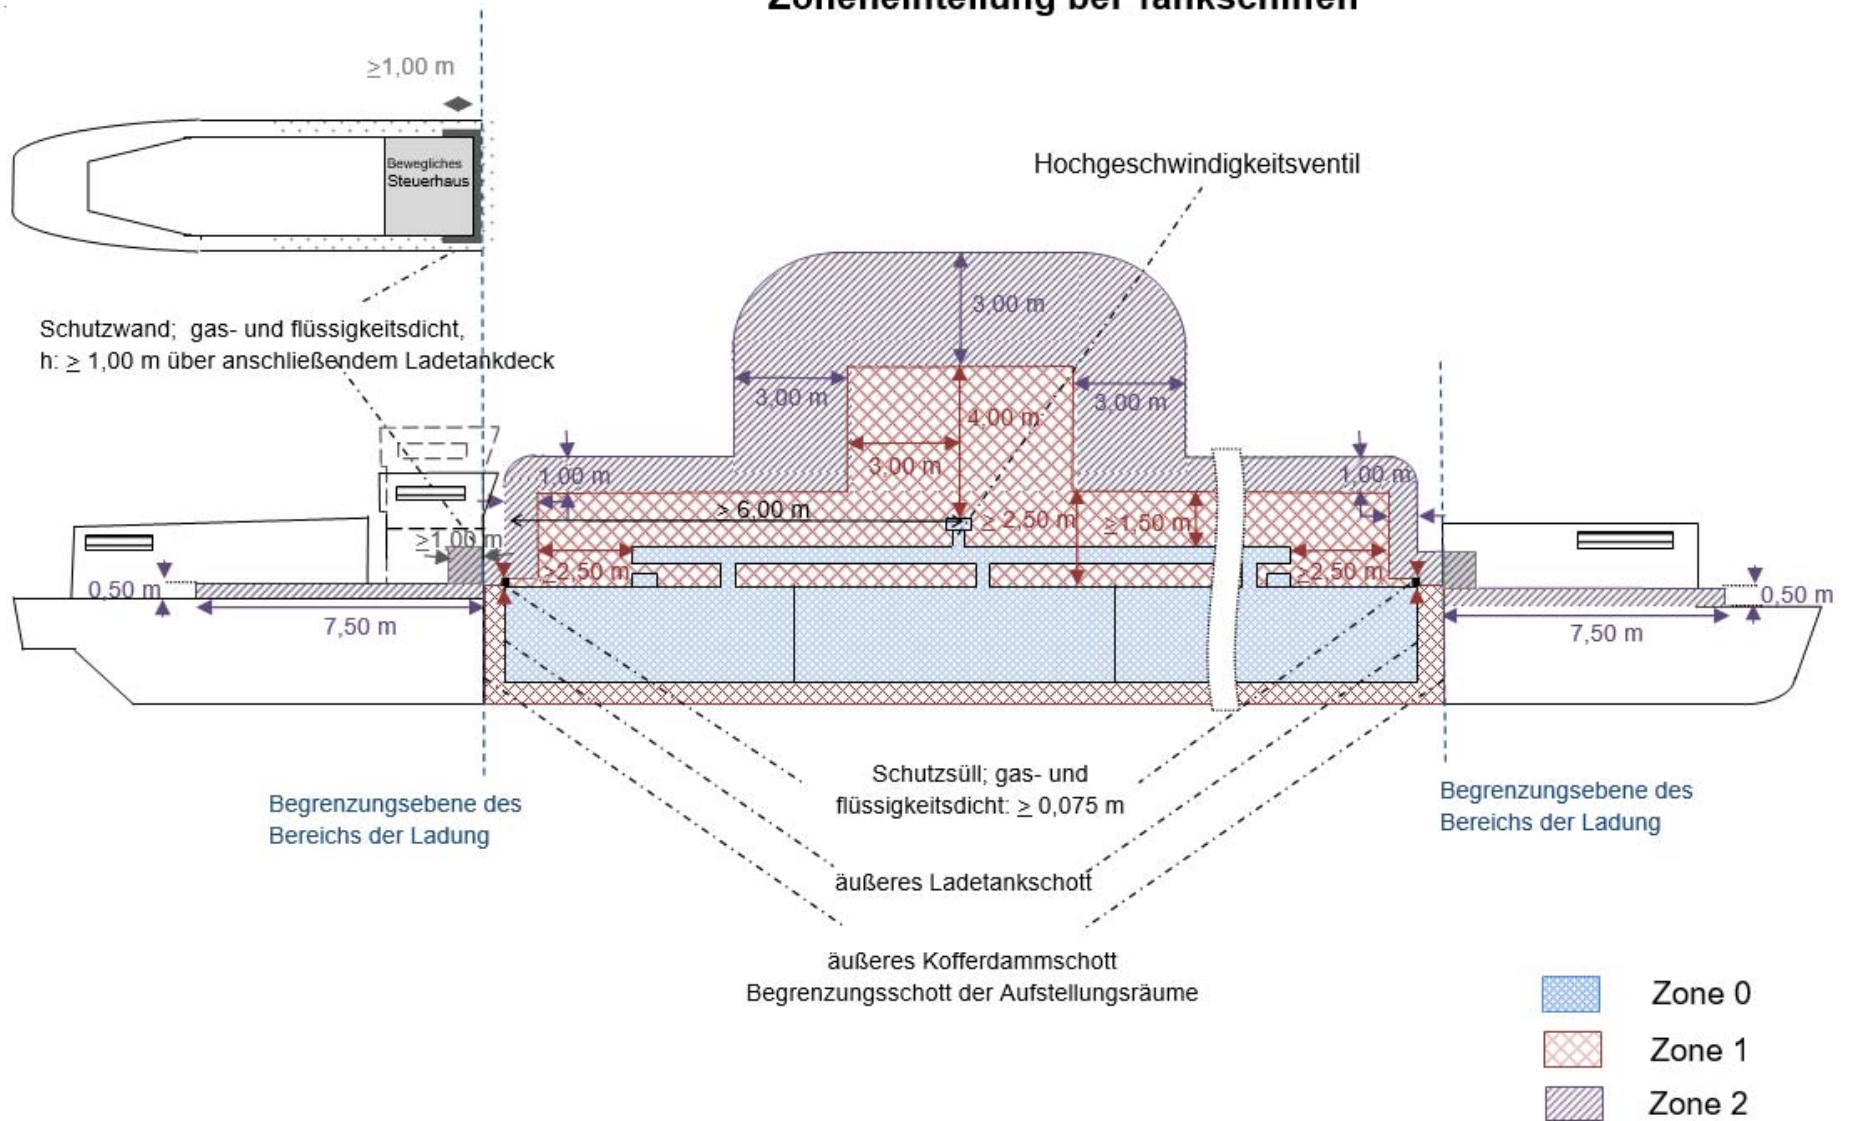 Zoneneinteilung bei Tankschiffen
≥1,00 m
Bewegliches
Steuerhaus
Hochgeschwindigkeitsventil
Schutzwand; gas- und flüssigkeitsdicht,
h: ≥ 1,00 m über anschließendem Ladetankdeck
3,00 m
3,00 m
3,00 m
4,00 m
3,00 m
1,00 m
1,00 m
> 6,00 m
≥ 2,50 m
≥1,50 m
≥1,00 m
≥2,50 m
≥2,50 m
0,50 m
0,50 m
7,50 m
7,50 m
Schutzsüll; gas- und
flüssigkeitsdicht: ≥ 0,075 m
Begrenzungsebene des
Bereichs der Ladung
Begrenzungsebene des
Bereichs der Ladung
äußeres Ladetankschott
äußeres Kofferdammschott
Begrenzungsschott der Aufstellungsräume
Zone 0
Zone 1
Zone 2